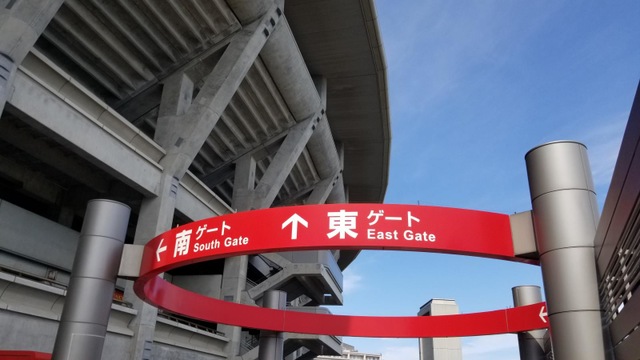 ← 南 ゲート
South Gate
↑ 東 ゲート
East Gate